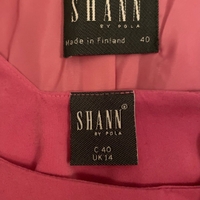 SHANN
BY POLA
Made in Finland 40
SHANN®
BY POLA
C 40
UK 14